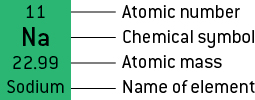 11 Atomic number
Na Chemical symbol
22.99 Atomic mass
Sodium Name of element